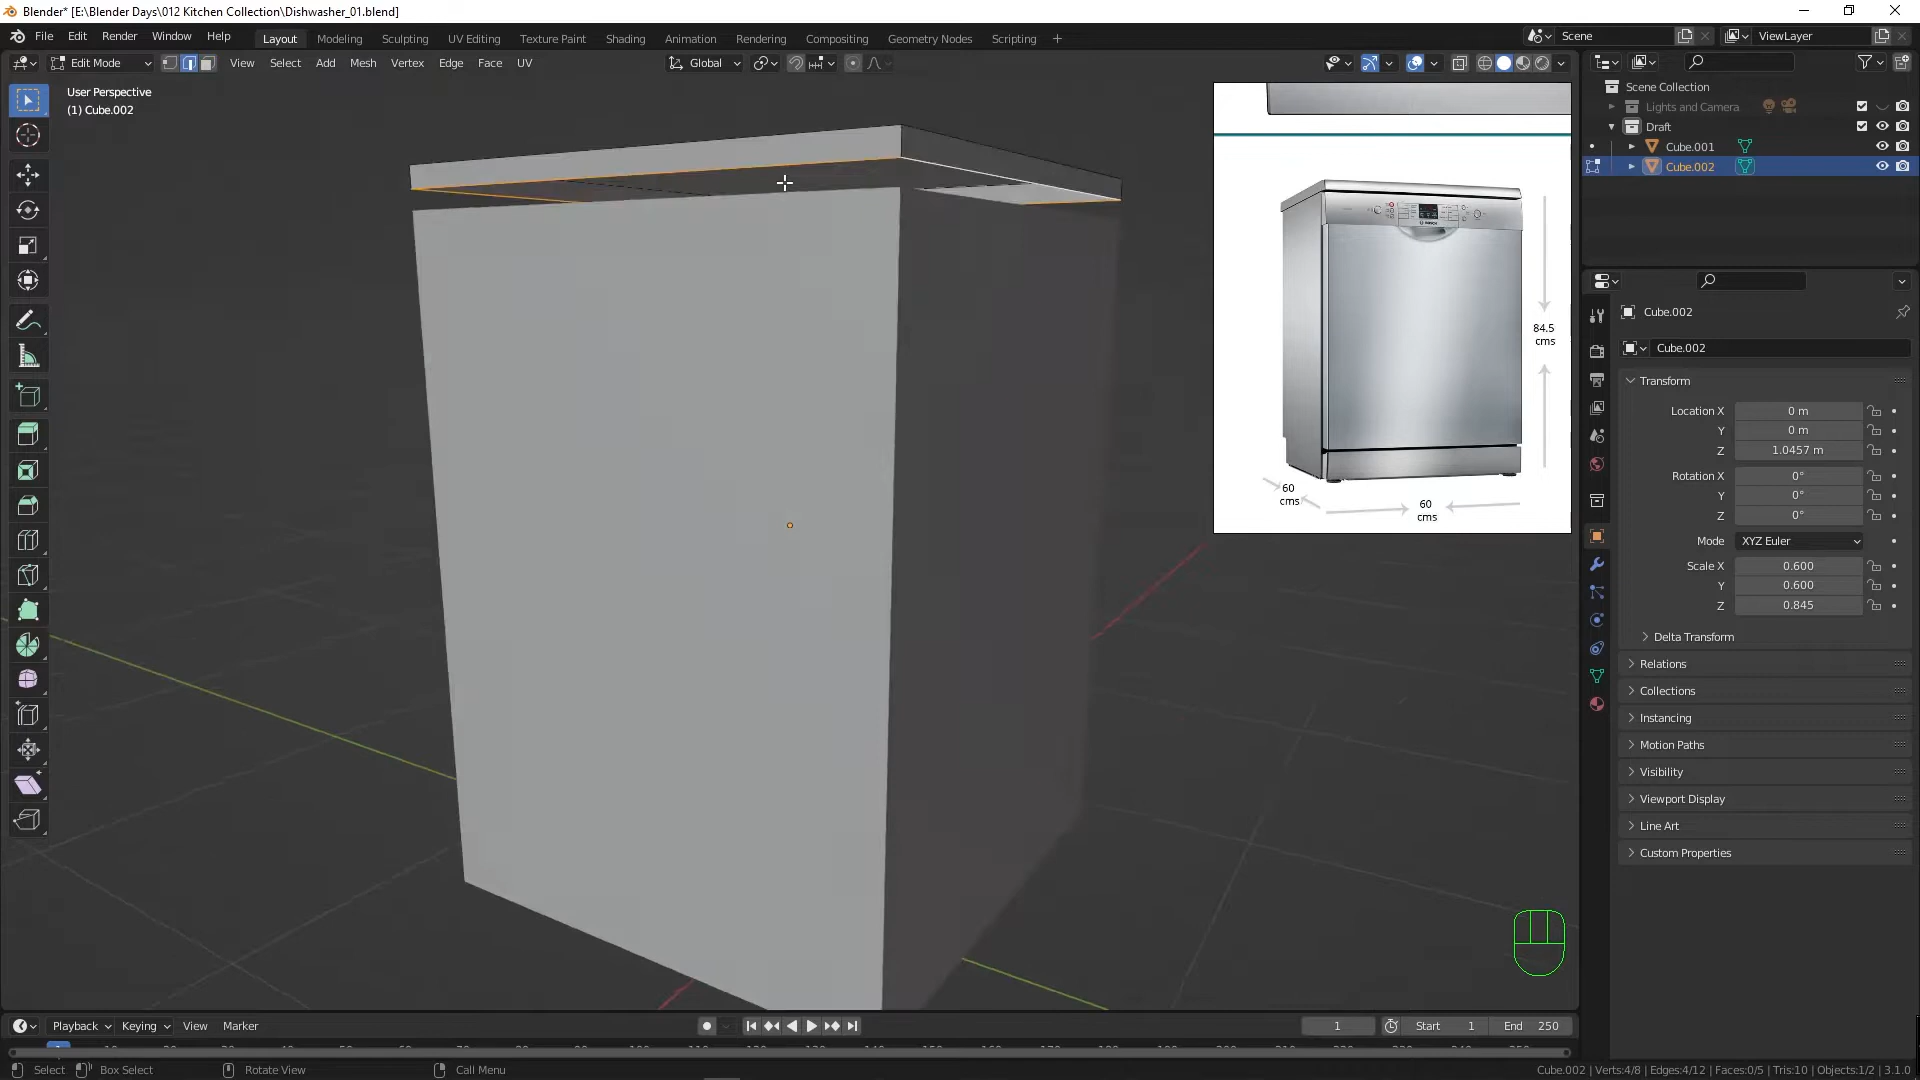 Blender* [E:\Blender Days\012 Kitchen Collection\Dishwasher_01.blend]
File Edit Render Window Help
Layout Modeling Sculpting UV Editing Texture Paint Shading Animation Rendering Compositing Geometry Nodes Scripting +
Scene
ViewLayer
Edit Mode
View Select Add Mesh Vertex Edge Face UV
Global
User Perspective
(1) Cube.002
84.5
cms
60
cms
60
cms
Scene Collection
Lights and Camera
Draft
Cube.001
Cube.002
Cube.002
Cube.002
Transform
Location X 0 m
Y 0 m
Z 1.0457 m
Rotation X 0°
Y 0°
Z 0°
Mode XYZ Euler
Scale X 0.600
Y 0.600
Z 0.845
Delta Transform
Relations
Collections
Instancing
Motion Paths
Visibility
Viewport Display
Line Art
Custom Properties
Playback Keying View Marker
1
Start 1
End 250
Select
Box Select
Rotate View
Call Menu
Cube.002 | Verts:4/8 | Edges:4/12 | Faces:0/5 | Tris:10 | Objects:1/2 | 3.1.0